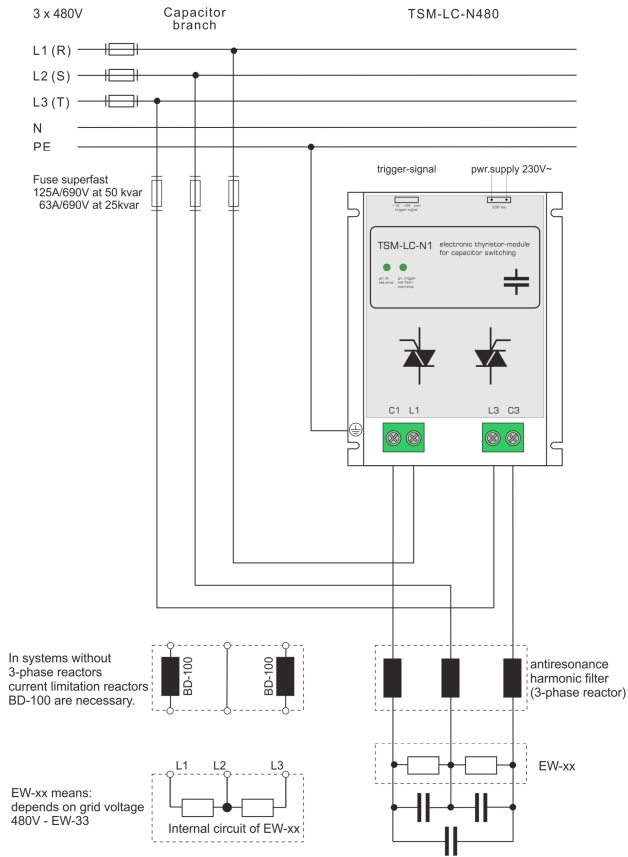 3 x 480V
Capacitor
branch
TSM-LC-N480
L1 (R)
L2 (S)
L3 (T)
N
PE
Fuse superfast
125A/690V at 50 kvar
63A/690V at 25kvar
trigger-signal
pwr.supply 230V~
trigger-signal
230 vac
TSM-LC-N1
electronic thyristor-module
for capacitor switching
C1 L1
L3 C3
In systems without
3-phase reactors
current limitation reactors
BD-100 are necessary.
BD-100
BD-100
antiresonance
harmonic filter
(3-phase reactor)
EW-xx
L1 L2 L3
EW-xx means:
depends on grid voltage
480V - EW-33
Internal circuit of EW-xx